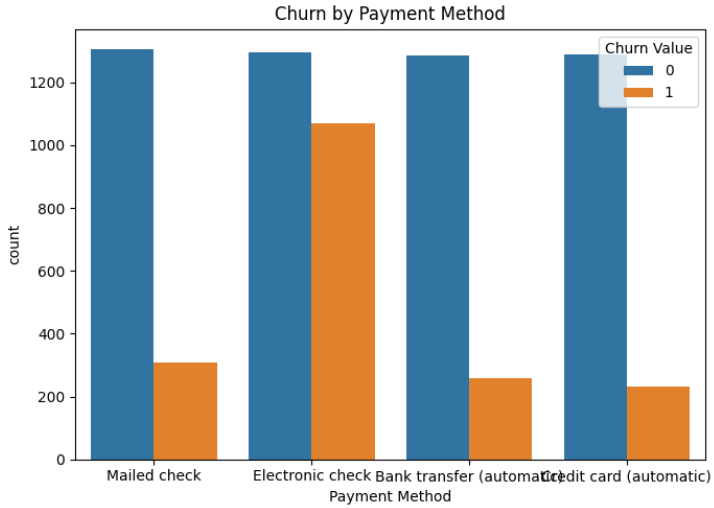 Churn by Payment Method
Churn Value
0
1
1200
1000
800
600
400
200
0
count
Mailed check
Electronic check
Bank transfer (automatic)
Credit card (automatic)
Payment Method